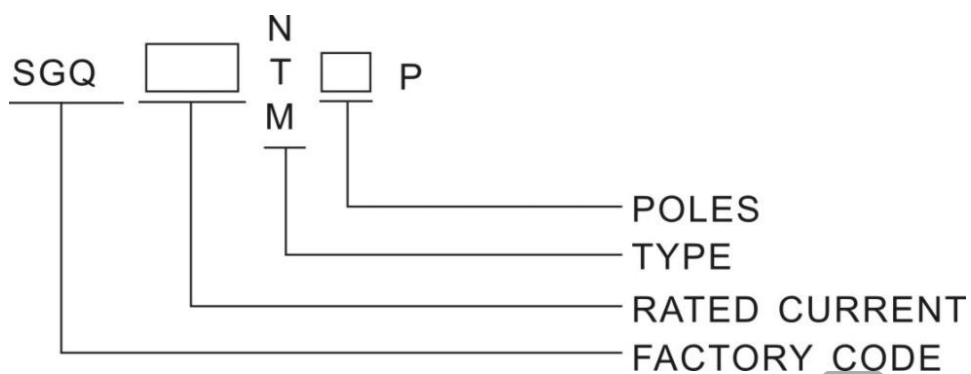 N
SGQ T P
M
POLES
TYPE
RATED CURRENT
FACTORY CODE